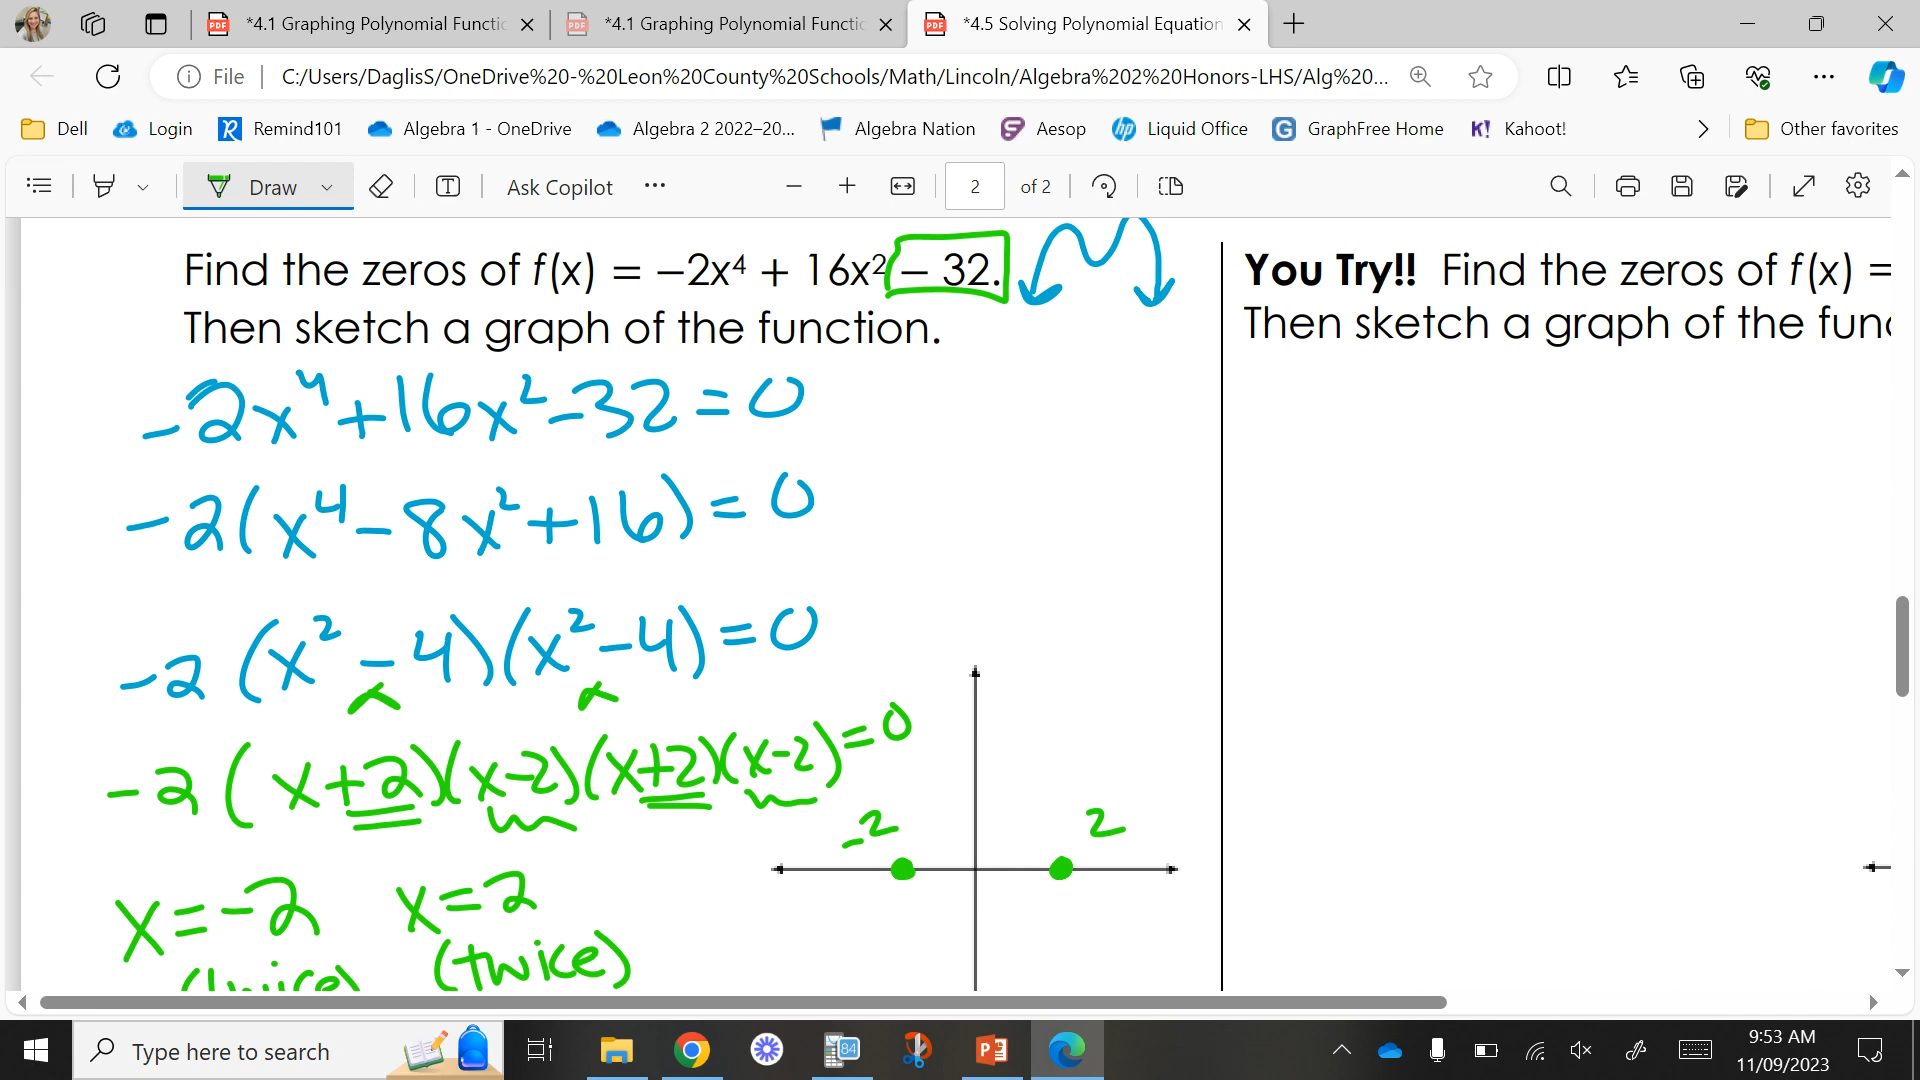 *4.1 Graphing Polynomial Functic
*4.1 Graphing Polynomial Functic
*4.5 Solving Polynomial Equation
File
C:/Users/DaglisS/OneDrive%20-%20Leon%20County%20Schools/Math/Lincoln/Algebra%202%20Honors-LHS/Alg%20...
Dell
Login
Remind101
Algebra 1 - OneDrive
Algebra 2 2022–20...
Algebra Nation
Aesop
Liquid Office
GraphFree Home
Kahoot!
Other favorites
Draw
Ask Copilot
2
of 2
Find the zeros of f(x) = −2x⁴ + 16x² − 32.
Then sketch a graph of the function.
-2x⁴+16x²-32=0
-2(x⁴-8x²+16)=0
-2(x²-4)(x²-4)=0
-2(x+2)(x-2)(x+2)(x-2)=0
x=-2
x=2
(twice)
(twice)
-2
2
You Try!! Find the zeros of f(x) =
Then sketch a graph of the func
Type here to search
84
9:53 AM
11/09/2023